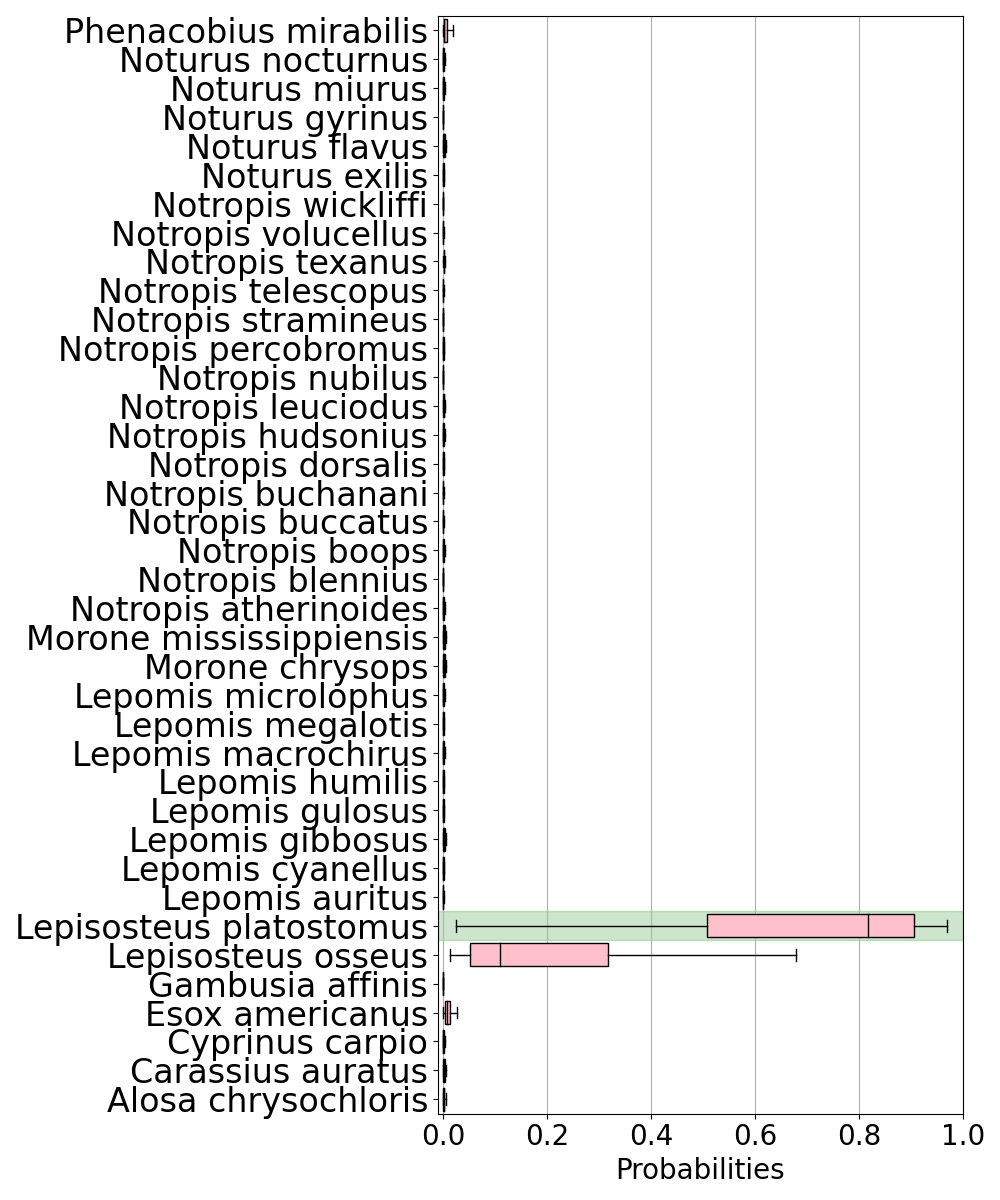 Phenacobius mirabilis
Noturus nocturnus
Noturus miurus
Noturus gyrinus
Noturus flavus
Noturus exilis
Notropis wickliffi
Notropis volucellus
Notropis texanus
Notropis telescopus
Notropis stramineus
Notropis percobromus
Notropis nubilus
Notropis leuciodus
Notropis hudsonius
Notropis dorsalis
Notropis buchanani
Notropis buccatus
Notropis boops
Notropis blennius
Notropis atherinoides
Morone mississippiensis
Morone chrysops
Lepomis microlophus
Lepomis megalotis
Lepomis macrochirus
Lepomis humilis
Lepomis gulosus
Lepomis gibbosus
Lepomis cyanellus
Lepomis auritus
Lepisosteus platostomus
Lepisosteus osseus
Gambusia affinis
Esox americanus
Cyprinus carpio
Carassius auratus
Alosa chrysochloris
0.0 0.2 0.4 0.6 0.8 1.0
Probabilities